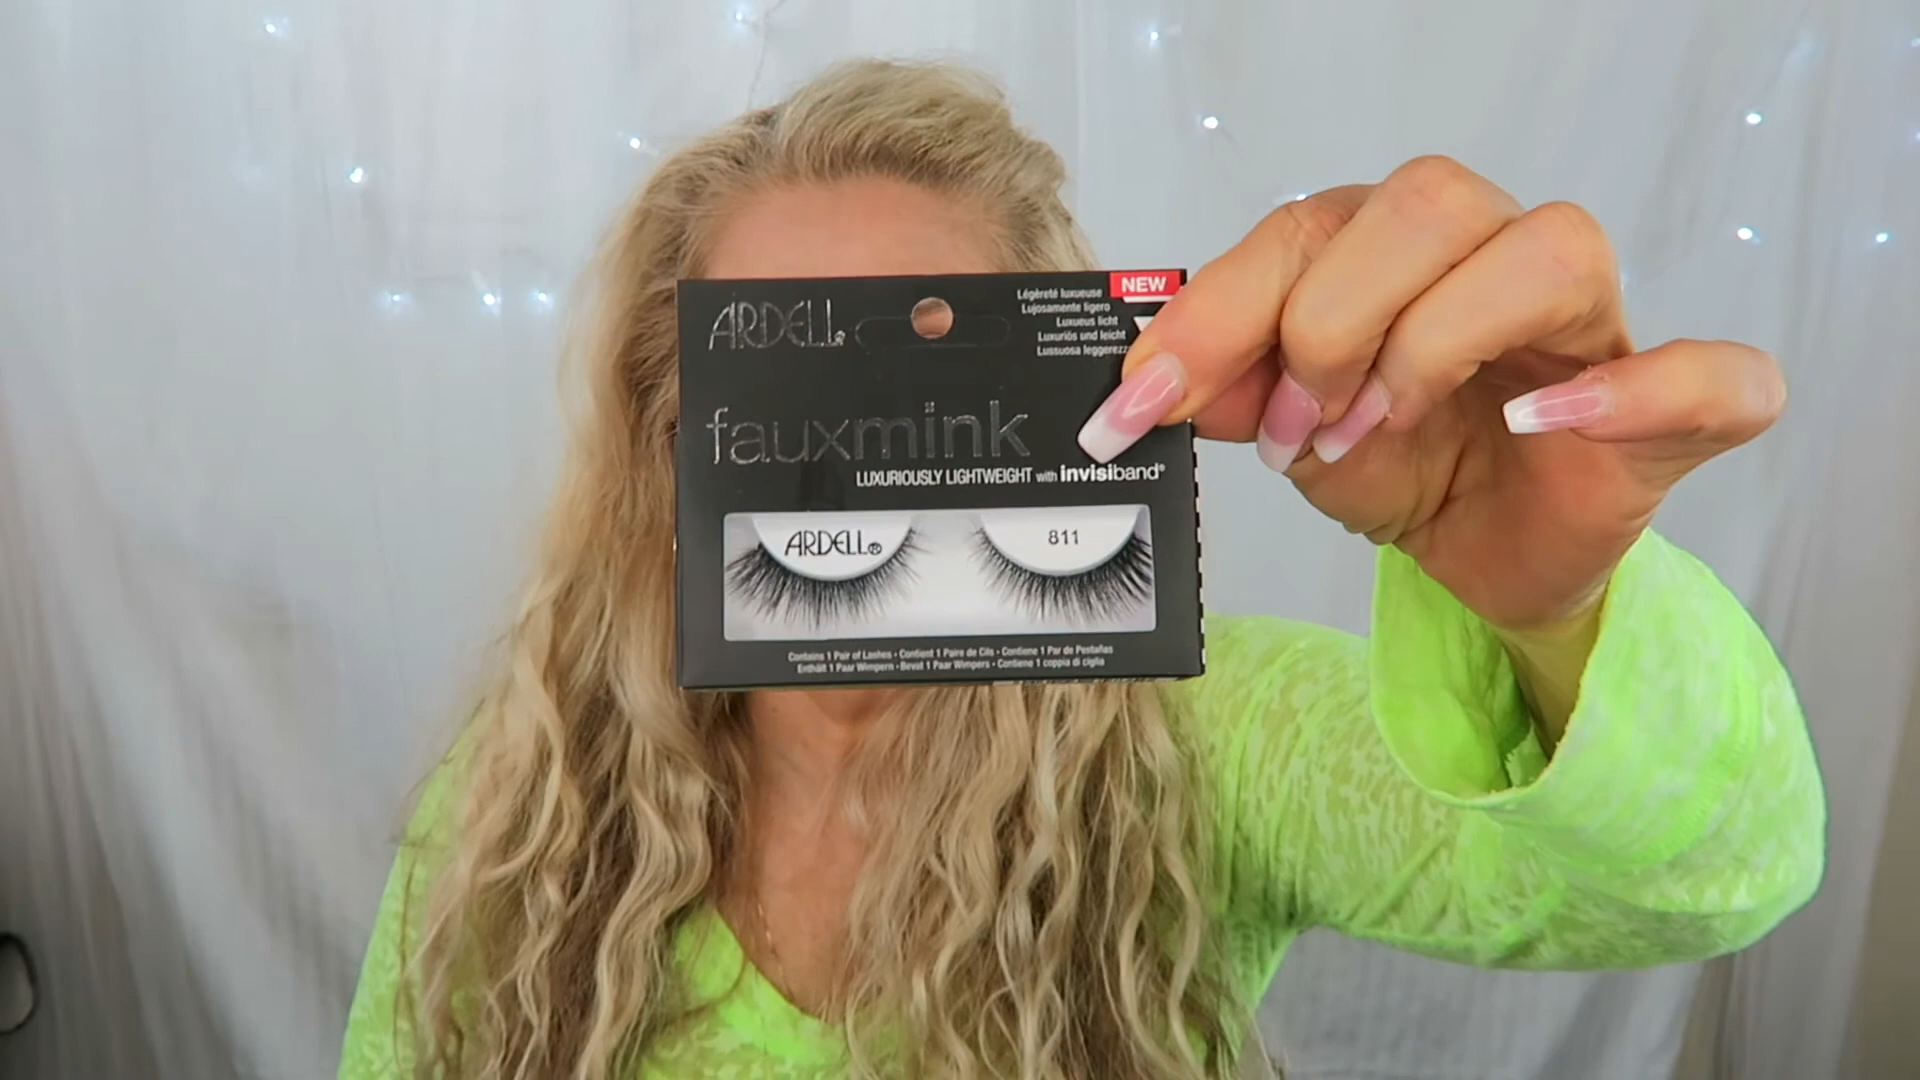 ARDELL®
NEW
Légèreté luxueuse
Lujosamente ligero
Luxueus licht
Luxuriös und leicht
Lussuosa
fauxmink
LUXURIOUSLY LIGHTWEIGHT with invisiband®
ARDELL®
811
Contains 1 Pair of Lashes • Contient 1 Paire de Cils • Contiene 1 Par de Pestañas
Enthält 1 Paar Wimpern • Bevat 1 Paar Wimpers • Contiene 1 coppia di ciglia